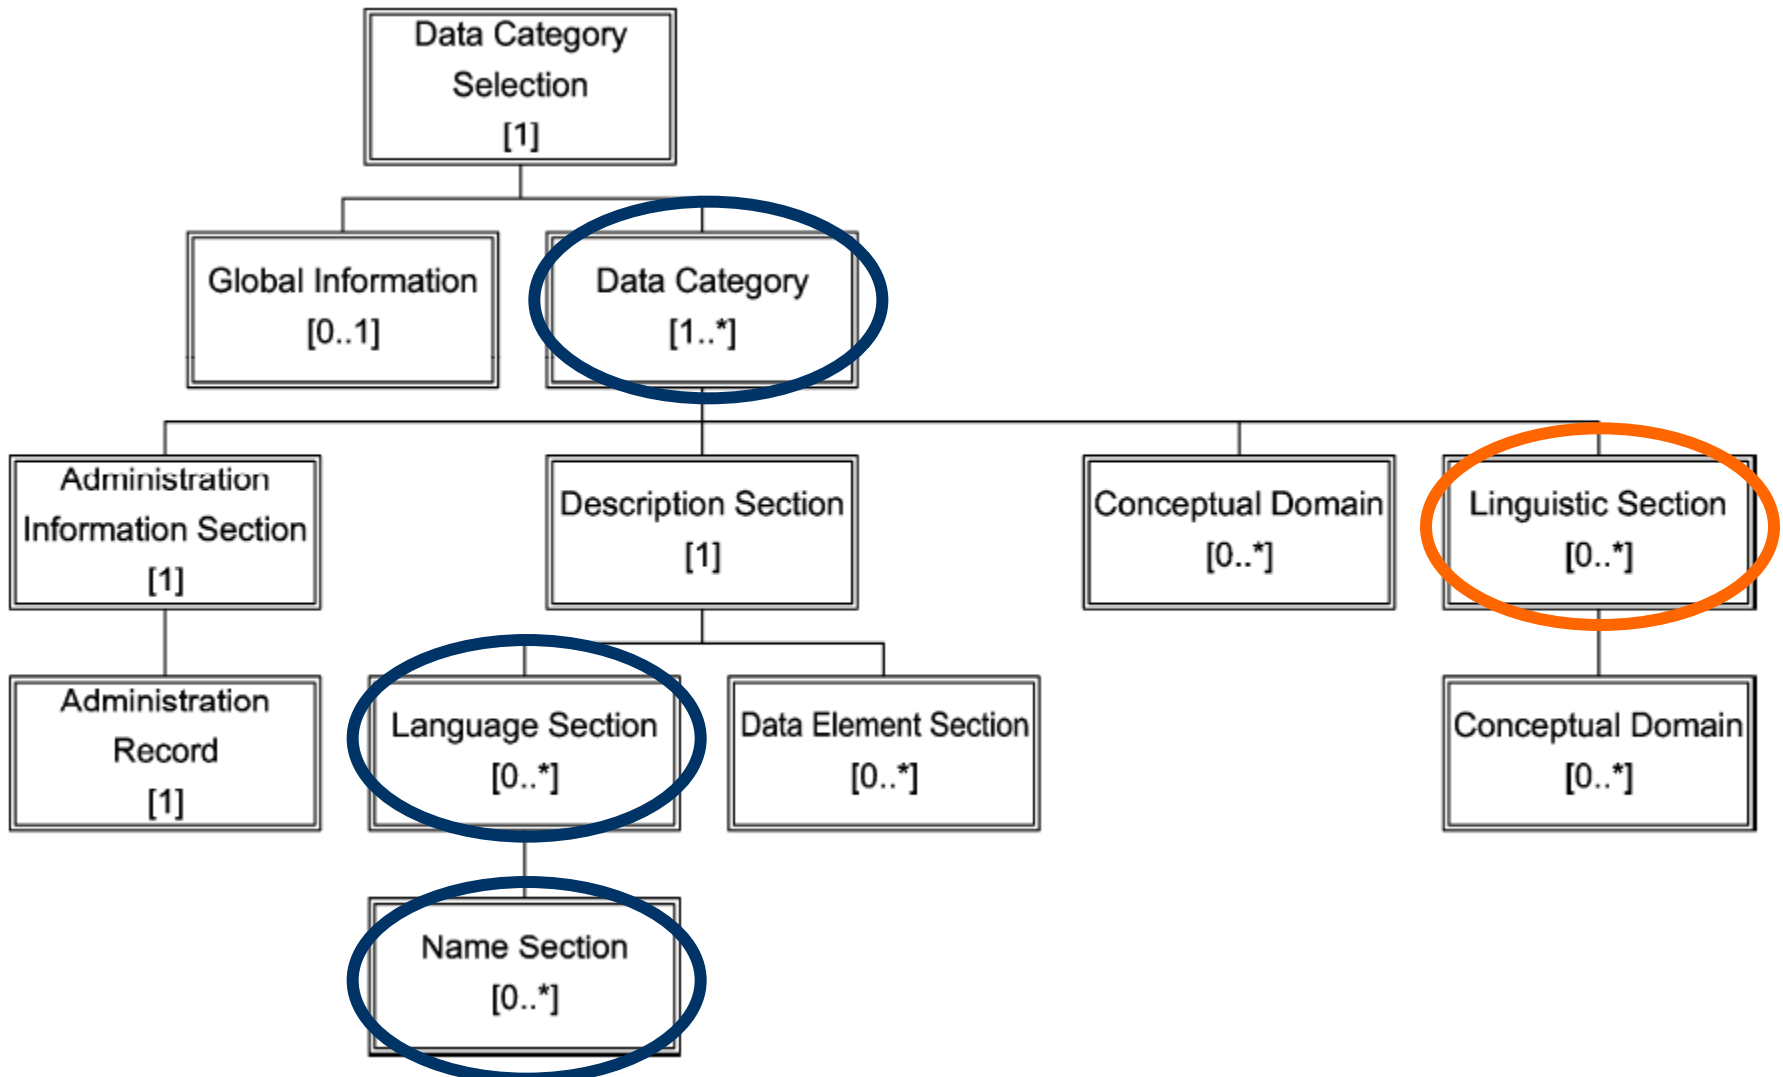 Data Category
Selection
[1]
Global Information
[0..1]
Data Category
[1..*]
Administration
Information Section
[1]
Description Section
[1]
Conceptual Domain
[0..*]
Linguistic Section
[0..*]
Administration
Record
[1]
Language Section
[0..*]
Data Element Section
[0..*]
Conceptual Domain
[0..*]
Name Section
[0..*]